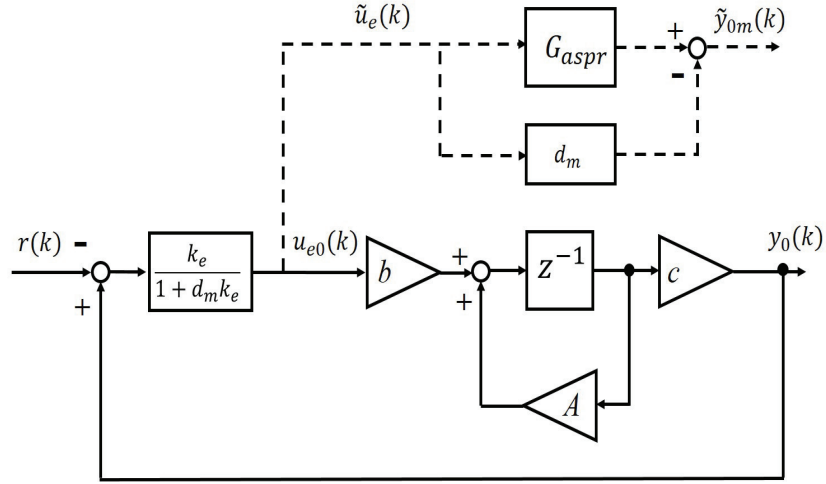 ũ_e(k)
G_aspr
+
ỹ_0m(k)
-
d_m
r(k)
-
k_e
1 + d_m k_e
u_e0(k)
b
+
z^-1
c
y_0(k)
+
+
A